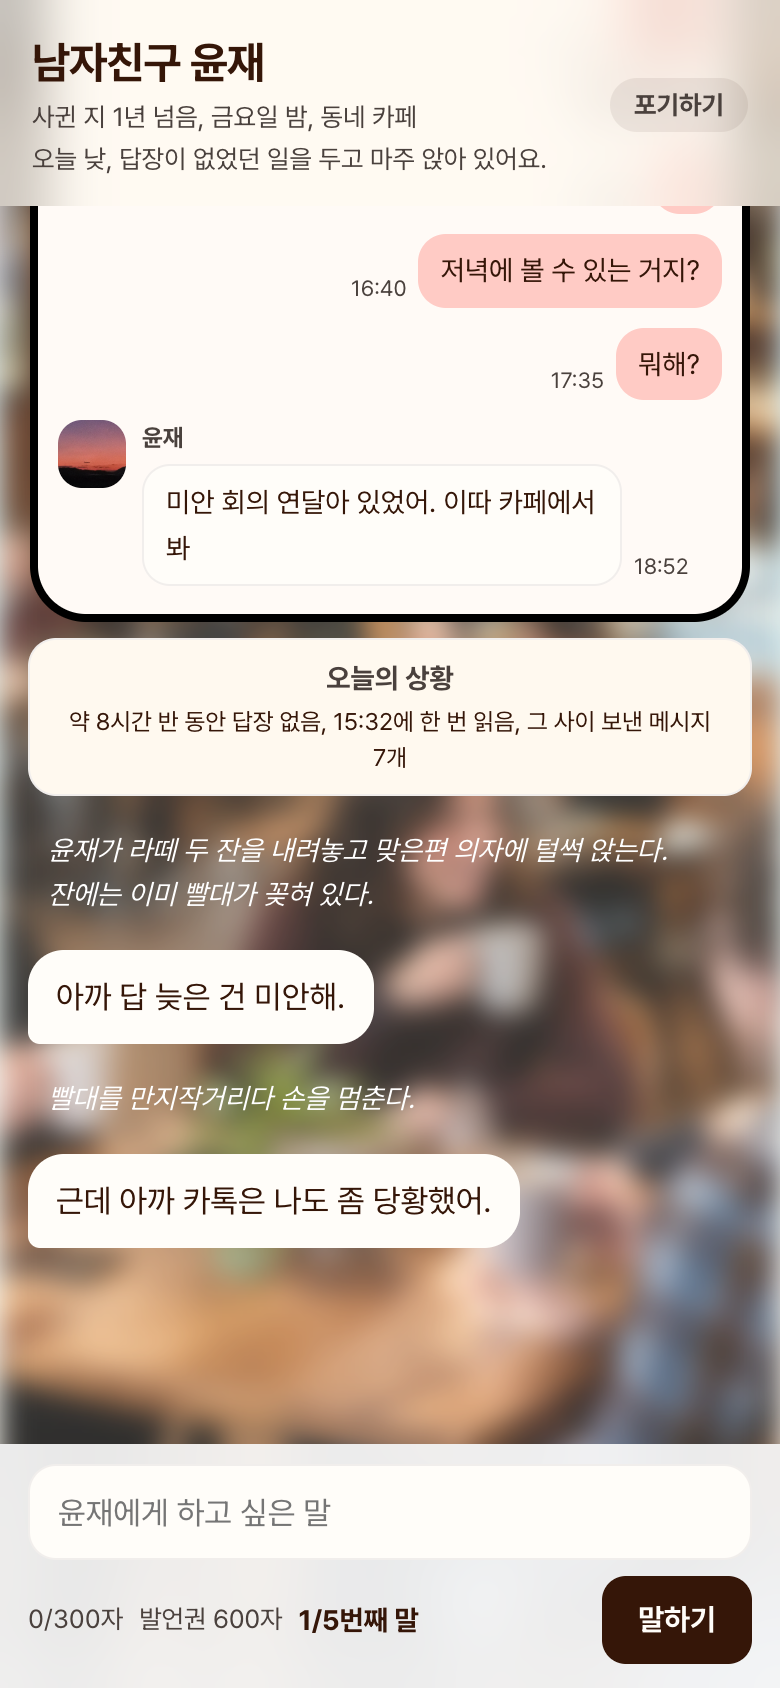 남자친구 윤재
사귄 지 1년 넘음, 금요일 밤, 동네 카페
오늘 낮, 답장이 없었던 일을 두고 마주 앉아 있어요.
포기하기
저녁에 볼 수 있는 거지?
16:40
뭐해?
17:35
윤재
미안 회의 연달아 있었어. 이따 카페에서
봐
18:52
오늘의 상황
약 8시간 반 동안 답장 없음, 15:32에 한 번 읽음, 그 사이 보낸 메시지
7개
윤재가 라떼 두 잔을 내려놓고 맞은편 의자에 털썩 앉는다.
잔에는 이미 빨대가 꽂혀 있다.
아까 답 늦은 건 미안해.
빨대를 만지작거리다 손을 멈춘다.
근데 아까 카톡은 나도 좀 당황했어.
윤재에게 하고 싶은 말
0/300자 발언권 600자 1/5번째 말
말하기